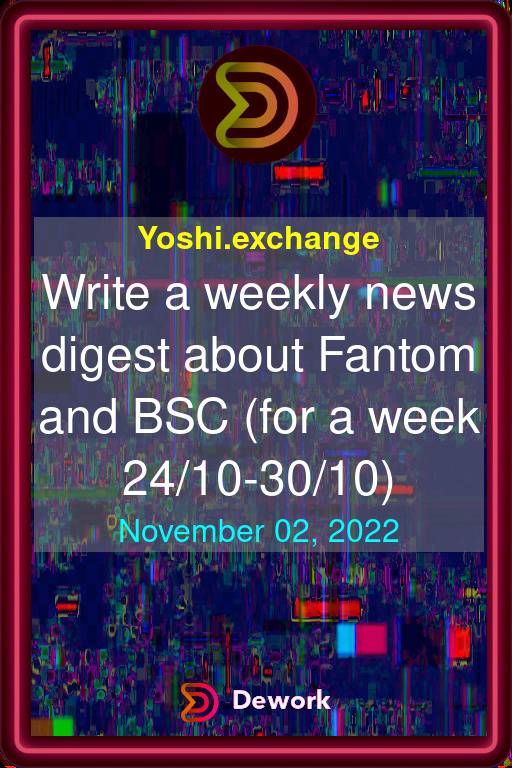 Yoshi.exchange
Write a weekly news
digest about Fantom
and BSC (for a week
24/10-30/10)
November 02, 2022
Dework